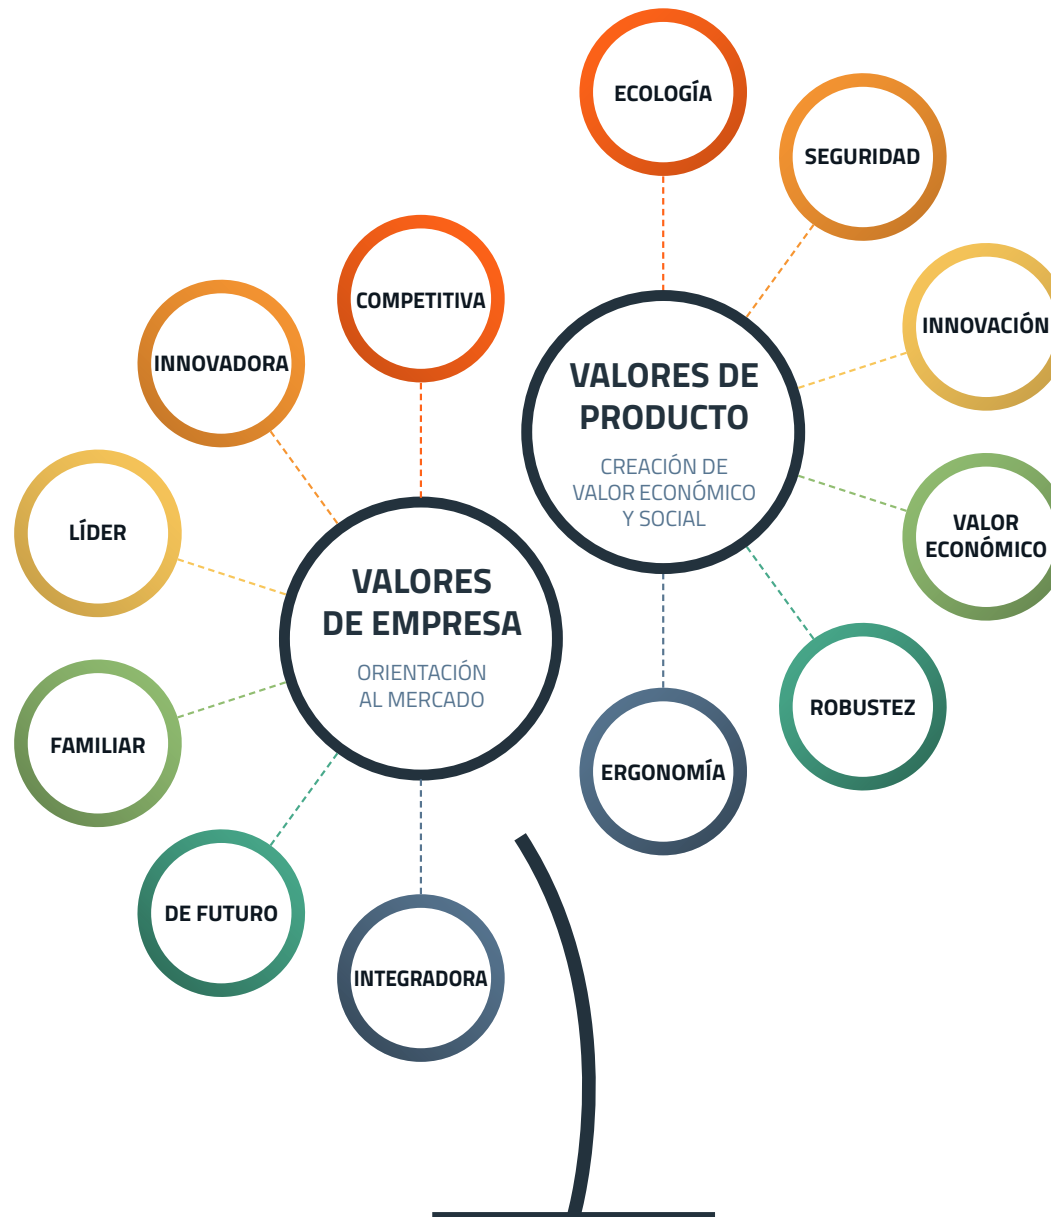 ECOLOGÍA
SEGURIDAD
INNOVACIÓN
VALORES DE
PRODUCTO
CREACIÓN DE
VALOR ECONÓMICO
Y SOCIAL
VALOR
ECONÓMICO
ROBUSTEZ
ERGONOMÍA
COMPETITIVA
INNOVADORA
LÍDER
VALORES
DE EMPRESA
ORIENTACIÓN
AL MERCADO
FAMILIAR
DE FUTURO
INTEGRADORA